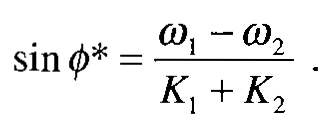 sin ϕ* = (ω₁ − ω₂) / (K₁ + K₂) .